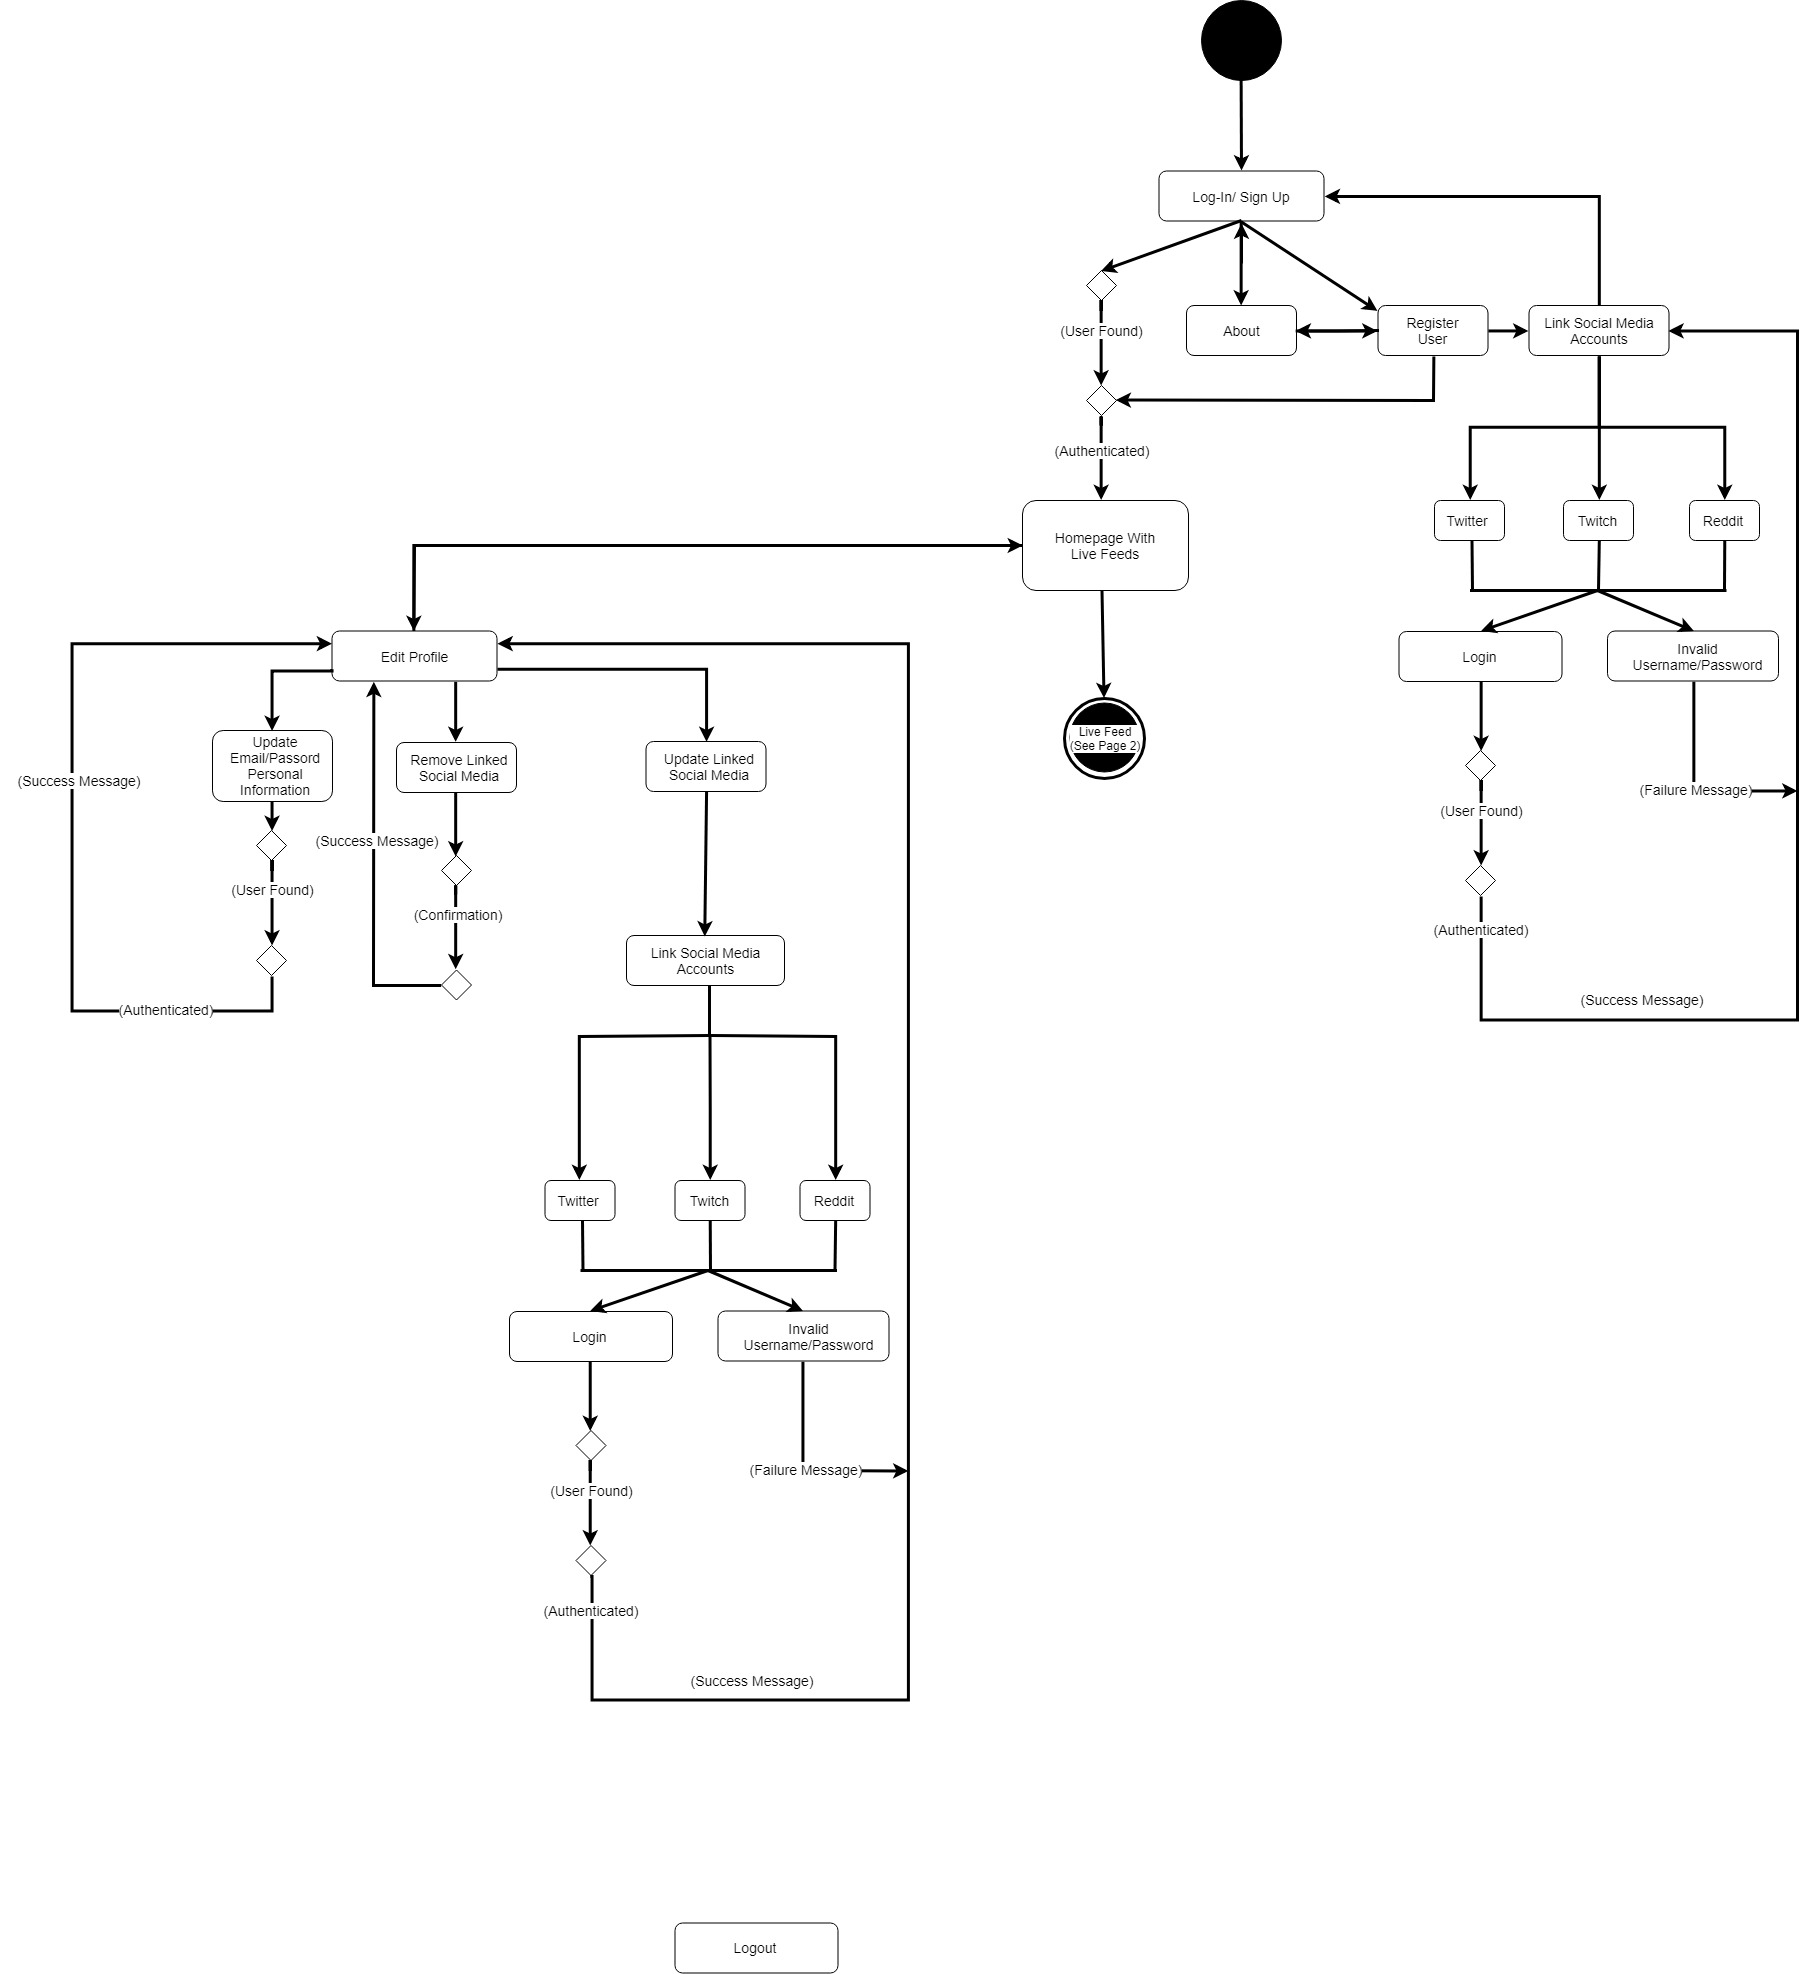 Log-In/ Sign Up
(User Found)
About
Register
User
Link Social Media
Accounts
(Authenticated)
Twitter
Twitch
Reddit
Homepage With
Live Feeds
Login
Invalid
Username/Password
Edit Profile
Live Feed
(See Page 2)
Update
Email/Passord
Personal
Information
Remove Linked
Social Media
Update Linked
Social Media
(Success Message)
(Failure Message)
(User Found)
(Success Message)
(User Found)
(Confirmation)
(Authenticated)
Link Social Media
Accounts
(Success Message)
(Authenticated)
Twitter
Twitch
Reddit
Login
Invalid
Username/Password
(Failure Message)
(User Found)
(Authenticated)
(Success Message)
Logout